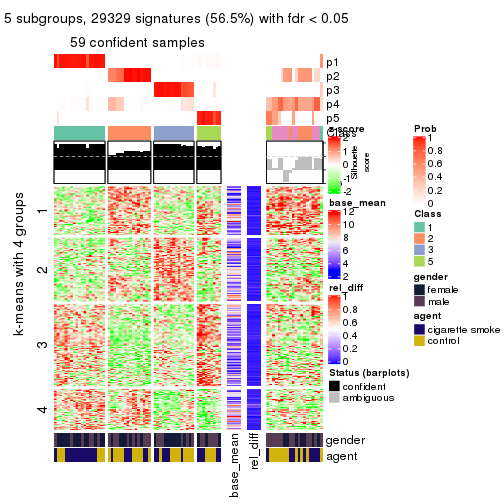 5 subgroups, 29329 signatures (56.5%) with fdr < 0.05
59 confident samples
p1
p2
p3
p4
p5
Class
Silhouette
score
k-means with 4 groups
1
2
3
4
gender
agent
base_mean
rel_diff
z-score
2
1
0
-1
-2
base_mean
12
10
8
6
4
2
rel_diff
1
0.8
0.6
0.4
0.2
0
Status (barplots)
confident
ambiguous
Prob
1
0.8
0.6
0.4
0.2
0
Class
1
2
3
5
gender
female
male
agent
cigarette smoke
control